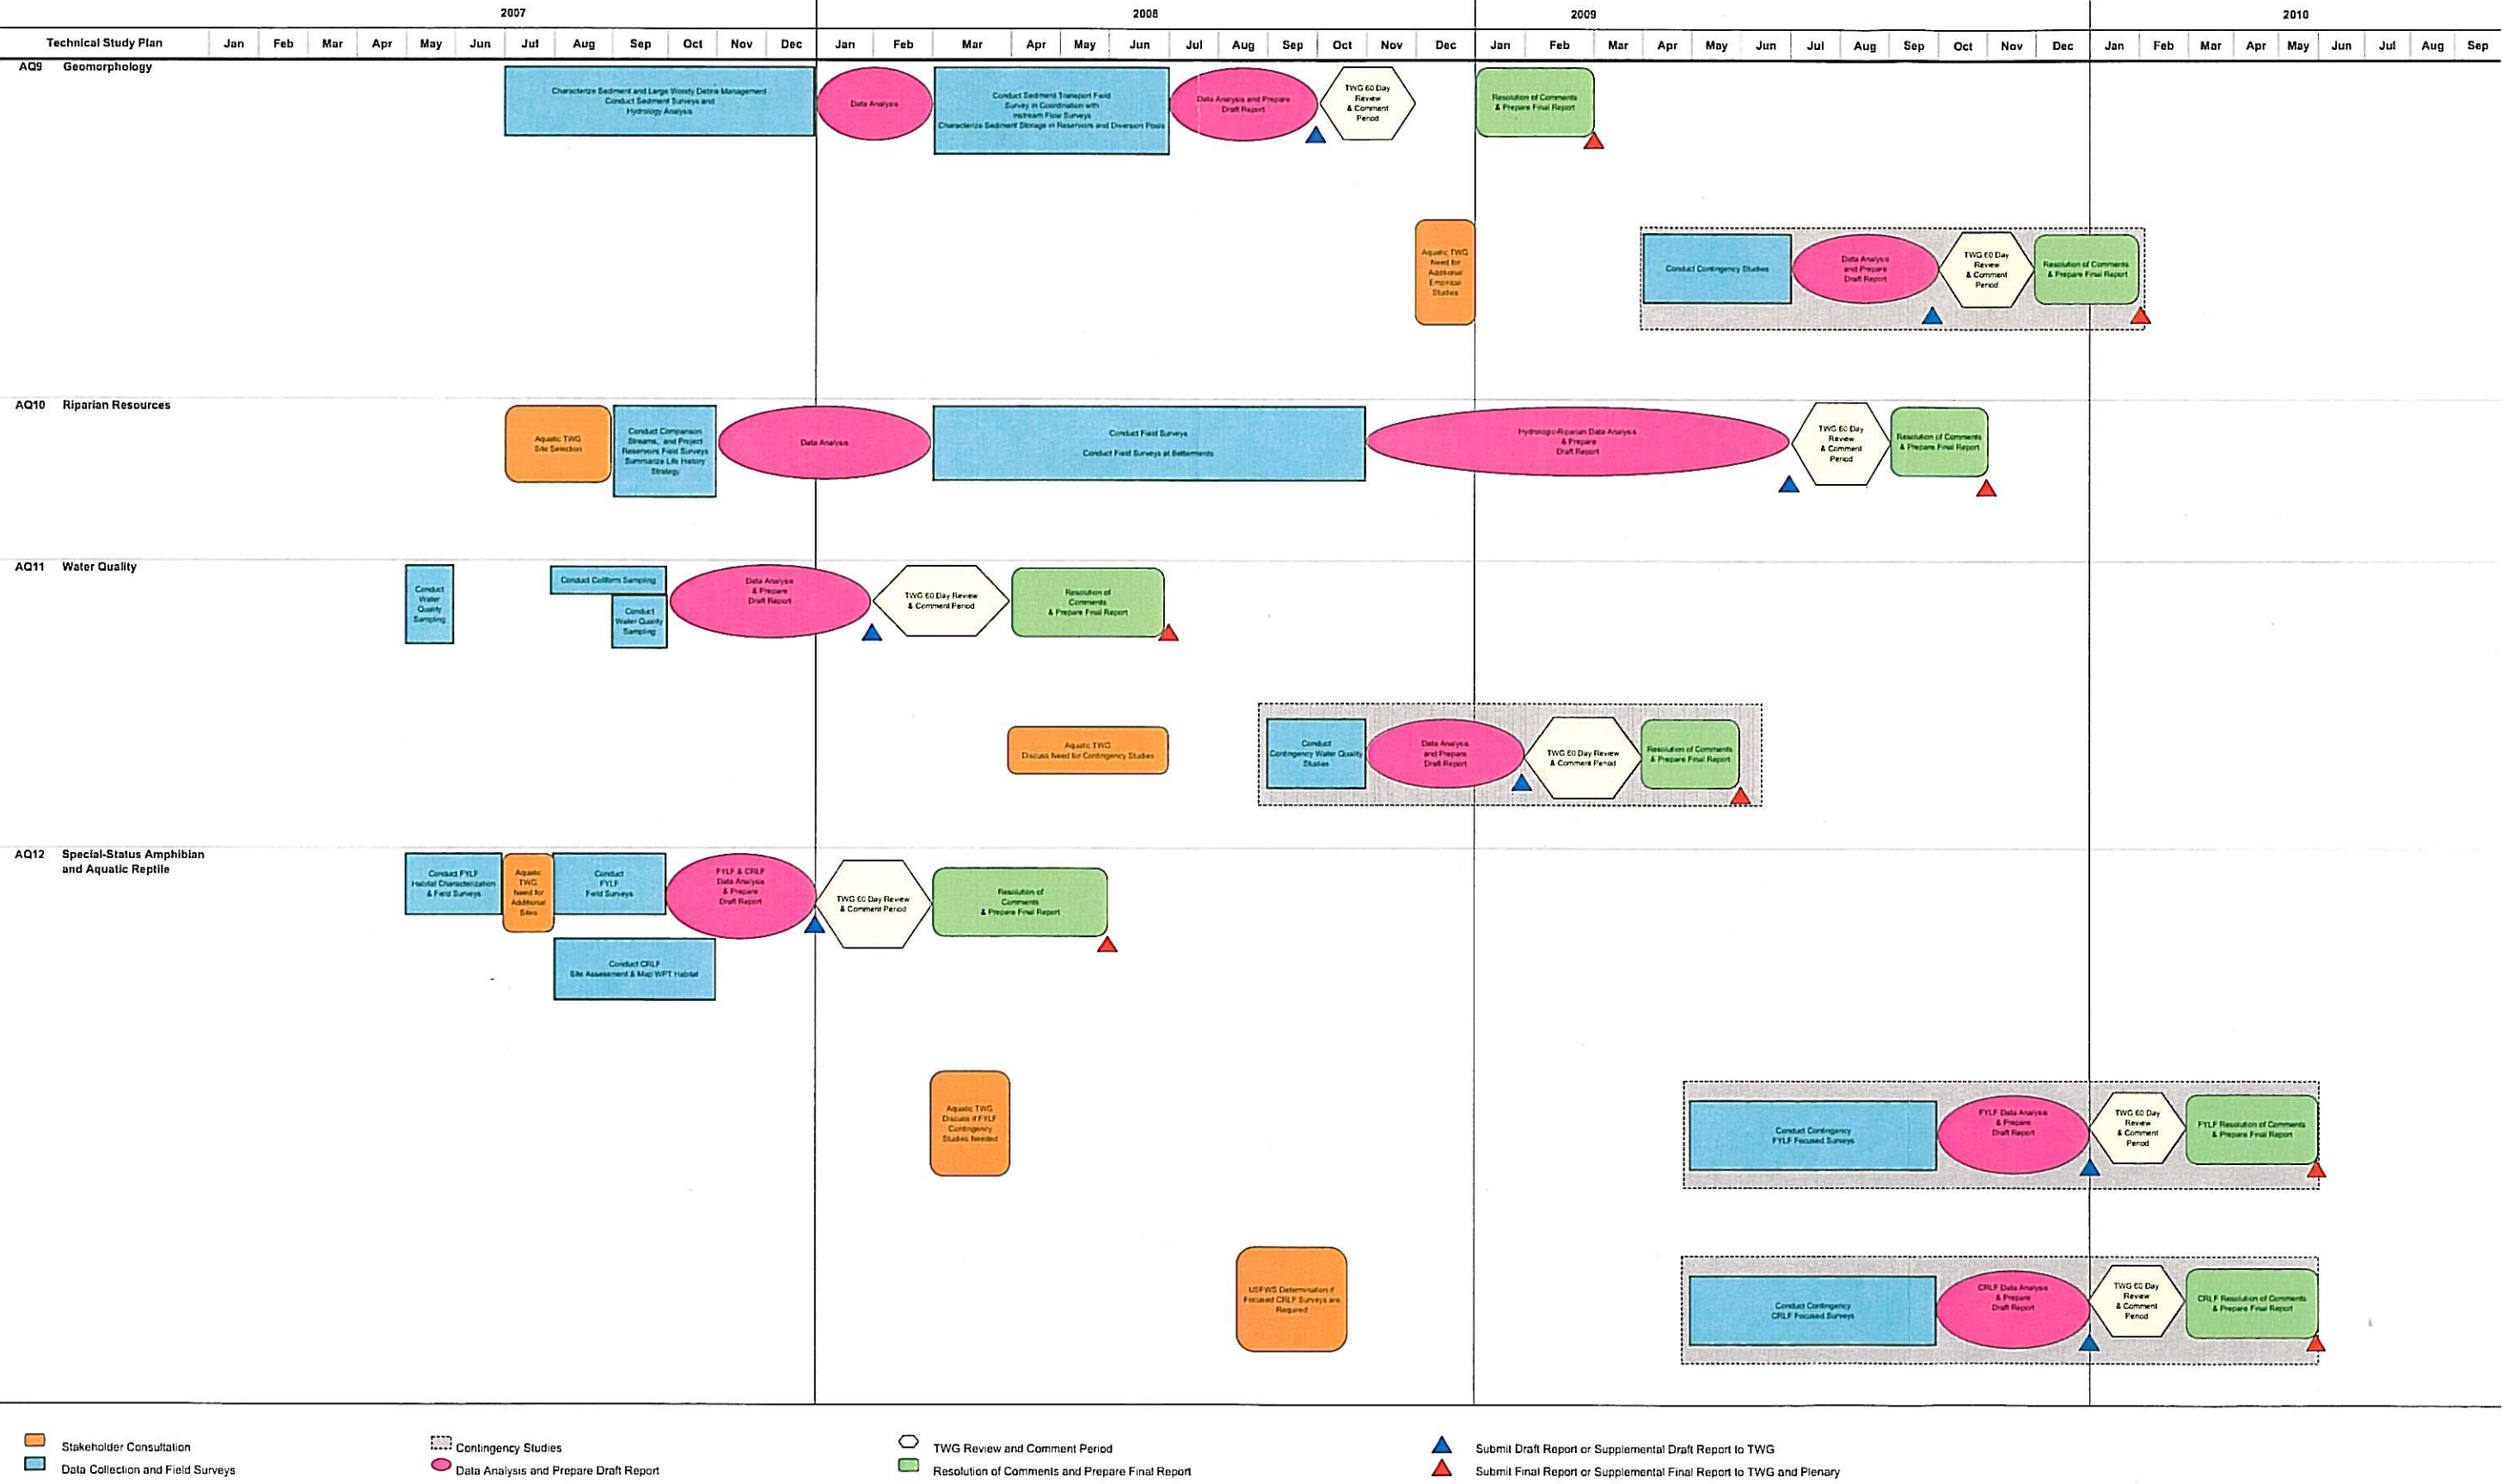 2007
2008
2009
2010
Technical Study Plan Jan Feb Mar Apr May Jun Jul Aug Sep Oct Nov Dec Jan Feb Mar Apr May Jun Jul Aug Sep Oct Nov Dec Jan Feb Mar Apr May Jun Jul Aug Sep Oct Nov Dec Jan Feb Mar Apr May Jun Jul Aug Sep
AQ9 Geomorphology
Characterize Sediment and Large Woody Debris Management
Conduct Sediment Surveys and
Hydrology Analysis
Data Analysis
Conduct Sediment Transport Field
Survey in Coordination with
Instream Flow Surveys
Characterize Sediment Storage in Reservoirs and Diversion Pools
Data Analysis and Prepare
Draft Report
TWG 60 Day
Review
& Comment
Period
Resolution of Comments
& Prepare Final Report
Aquatic TWG
Need for
Additional
Empirical
Studies
Conduct Contingency Studies
Data Analysis
and Prepare
Draft Report
TWG 60 Day
Review
& Comment
Period
Resolution of Comments
& Prepare Final Report
AQ10 Riparian Resources
Aquatic TWG
Site Selection
Conduct Comparison
Streams, and Project
Reservoirs Field Surveys
Summarize Life History
Strategy
Data Analysis
Conduct Field Surveys
Conduct Field Surveys at Betterments
Hydrologic-Riparian Data Analysis
& Prepare
Draft Report
TWG 60 Day
Review
& Comment
Period
Resolution of Comments
& Prepare Final Report
AQ11 Water Quality
Conduct
Water
Quality
Sampling
Conduct Coliform Sampling
Conduct
Water Quality
Sampling
Data Analysis
& Prepare
Draft Report
TWG 60 Day Review
& Comment Period
Resolution of
Comments
& Prepare Final Report
Aquatic TWG
Discuss Need for Contingency Studies
Conduct
Contingency Water Quality
Studies
Data Analysis
and Prepare
Draft Report
TWG 60 Day Review
& Comment Period
Resolution of Comments
& Prepare Final Report
AQ12 Special-Status Amphibian
and Aquatic Reptile
Conduct FYLF
Habitat Characterization
& Field Surveys
Aquatic
TWG
Need for
Additional
Sites
Conduct
FYLF
Field Surveys
FYLF & CRLF
Data Analysis
& Prepare
Draft Report
TWG 60 Day Review
& Comment Period
Resolution of
Comments
& Prepare Final Report
Conduct CRLF
Site Assessment & Map WPT Habitat
Aquatic TWG
Discuss if FYLF
Contingency
Studies Needed
Conduct Contingency
FYLF Focused Surveys
FYLF Data Analysis
& Prepare
Draft Report
TWG 60 Day
Review
& Comment
Period
FYLF Resolution of Comments
& Prepare Final Report
USFWS Determination if
Focused CRLF Surveys are
Required
Conduct Contingency
CRLF Focused Surveys
CRLF Data Analysis
& Prepare
Draft Report
TWG 60 Day
Review
& Comment
Period
CRLF Resolution of Comments
& Prepare Final Report
Stakeholder Consultation
Data Collection and Field Surveys
Contingency Studies
Data Analysis and Prepare Draft Report
TWG Review and Comment Period
Resolution of Comments and Prepare Final Report
Submit Draft Report or Supplemental Draft Report to TWG
Submit Final Report or Supplemental Final Report to TWG and Plenary